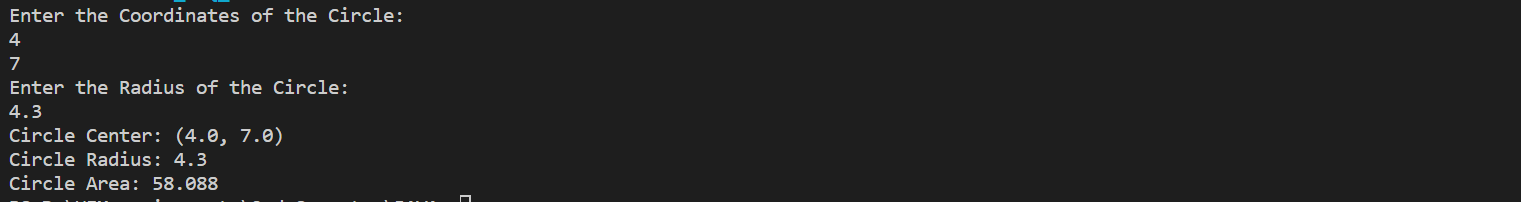 Enter the Coordinates of the Circle:
4
7
Enter the Radius of the Circle:
4.3
Circle Center: (4.0, 7.0)
Circle Radius: 4.3
Circle Area: 58.088